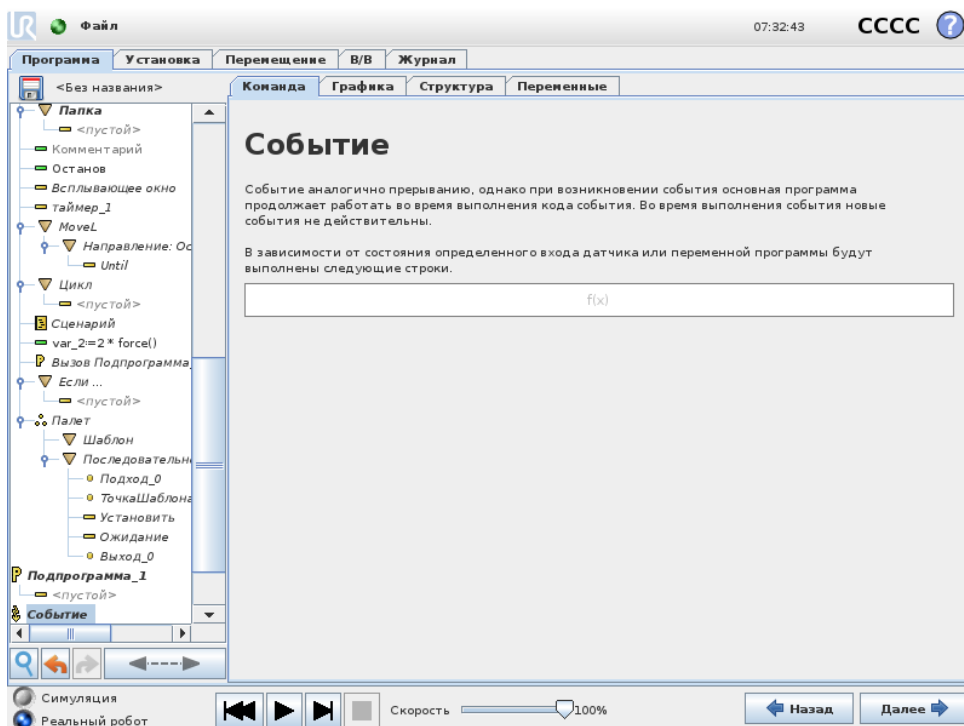 UR Файл 07:32:43 CCCC ?
Программа Установка Перемещение В/В Журнал
<Без названия>
Команда Графика Структура Переменные
Папка
<пустой>
Комментарий
Останов
Всплывающее окно
таймер_1
MoveL
Направление: Ос
Until
Цикл
<пустой>
Сценарий
var_2:=2 * force()
P Вызов Подпрограмма_
Если ...
<пустой>
Палет
Шаблон
Последовательн
Подход_0
ТочкаШаблона
Установить
Ожидание
Выход_0
P Подпрограмма_1
<пустой>
Событие
Событие
Событие аналогично прерыванию, однако при возникновении события основная программа
продолжает работать во время выполнения кода события. Во время выполнения события новые
события не действительны.
В зависимости от состояния определенного входа датчика или переменной программы будут
выполнены следующие строки.
f(x)
Симуляция
Реальный робот
Скорость 100%
Назад
Далее